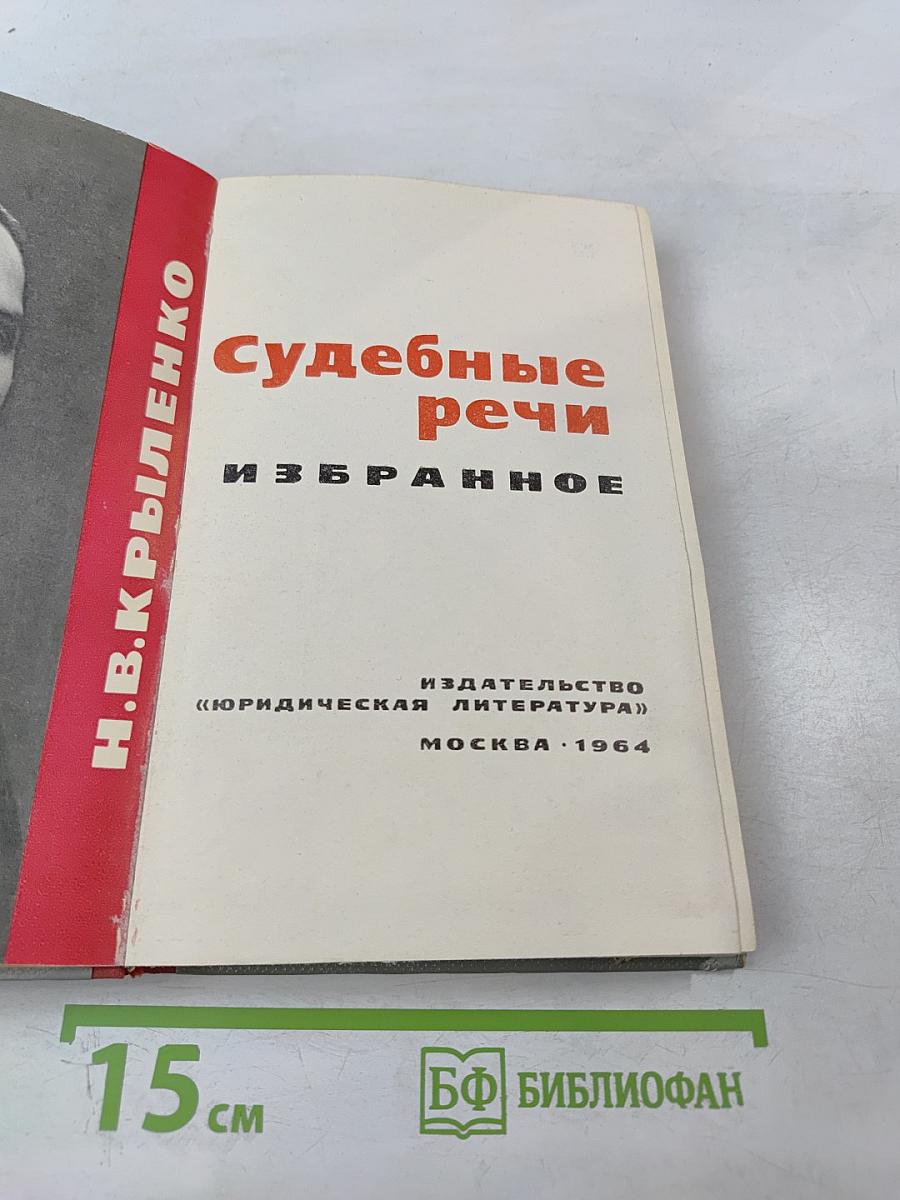 Н.В.КРЫЛЕНКО
Судебные
речи
ИЗБРАННОЕ
ИЗДАТЕЛЬСТВО
«ЮРИДИЧЕСКАЯ ЛИТЕРАТУРА»
МОСКВА · 1964
15 см
БФ БИБЛИОФАН